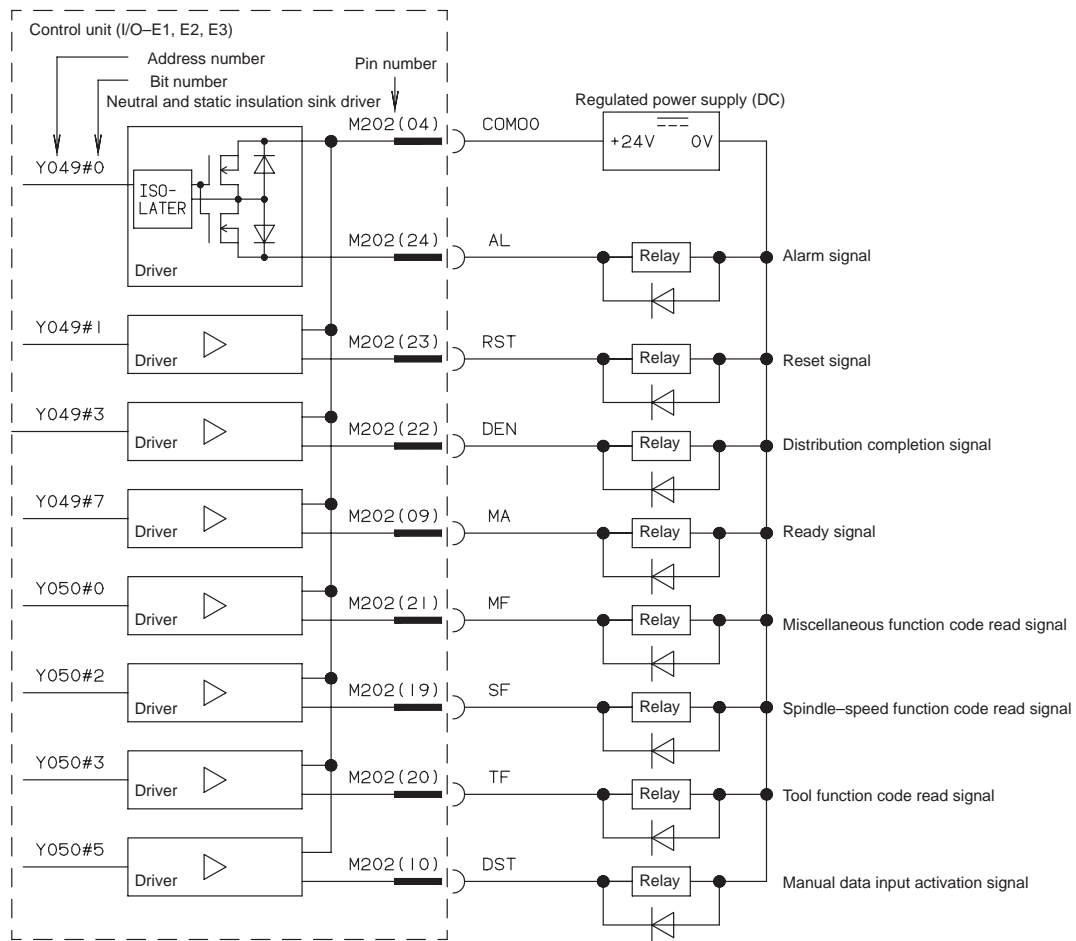 Control unit (I/O–E1, E2, E3)
Address number
Bit number
Pin number
Neutral and static insulation sink driver
Regulated power supply (DC)
M202(04) COM00
+24V 0V
Y049#0
ISO-
LATER
Driver
M202(24) AL
Relay
Alarm signal
Y049#1
Driver
M202(23) RST
Relay
Reset signal
Y049#3
Driver
M202(22) DEN
Relay
Distribution completion signal
Y049#7
Driver
M202(09) MA
Relay
Ready signal
Y050#0
Driver
M202(21) MF
Relay
Miscellaneous function code read signal
Y050#2
Driver
M202(19) SF
Relay
Spindle–speed function code read signal
Y050#3
Driver
M202(20) TF
Relay
Tool function code read signal
Y050#5
Driver
M202(10) DST
Relay
Manual data input activation signal